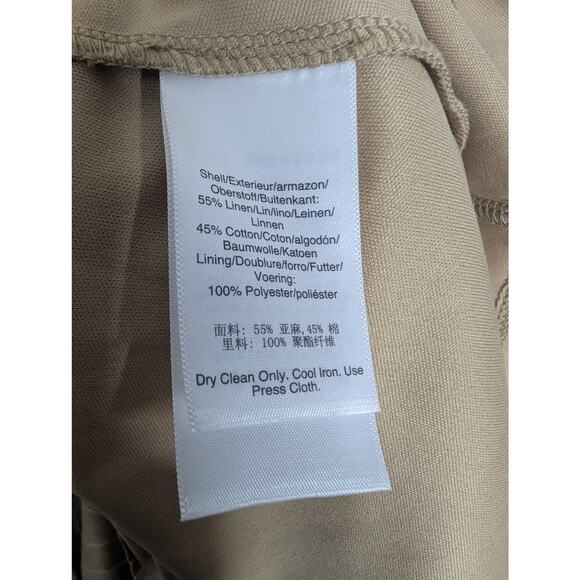 Shell/Exterieur/armazon/
Oberstoff/Buitenkant:
55% Linen/Lin/lino/Leinen/
Linnen
45% Cotton/Coton/algodón/
Baumwolle/Katoen
Lining/Doublure/forro/Futter/
Voering:
100% Polyester/poliéster
面料: 55% 亚麻,45% 棉
里料: 100% 聚酯纤维
Dry Clean Only. Cool Iron. Use
Press Cloth.